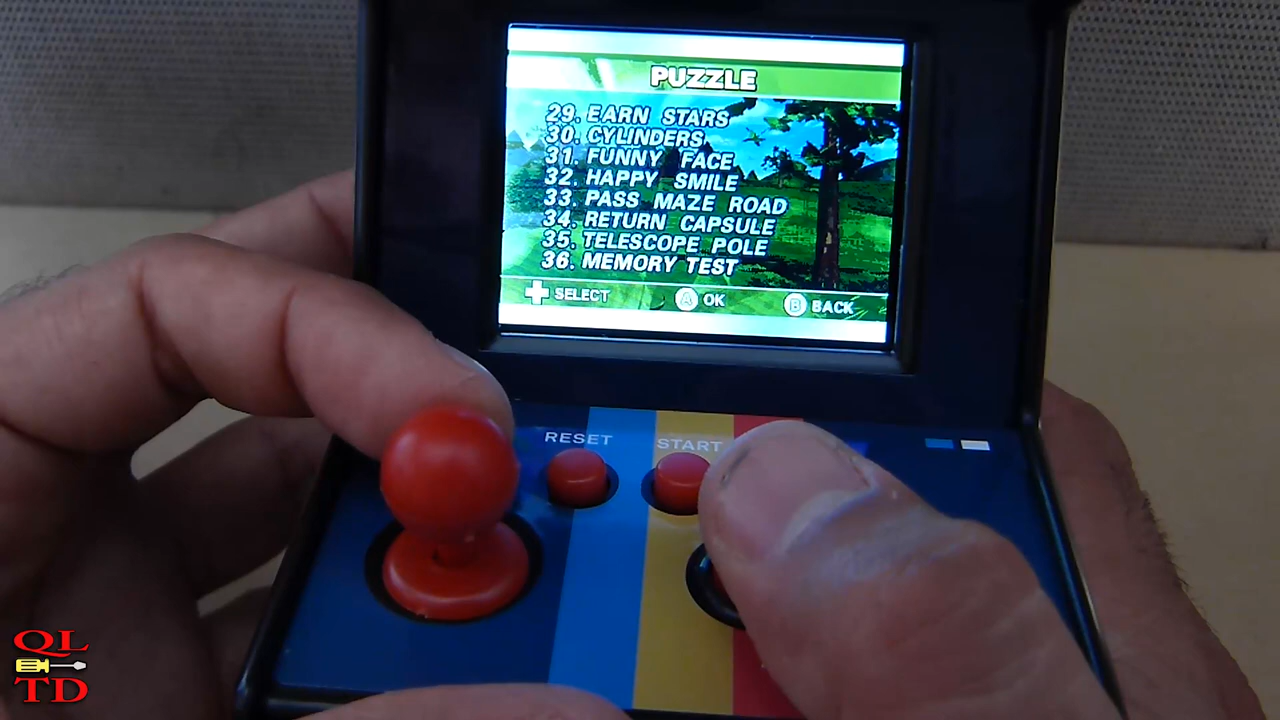 PUZZLE
29. EARN STARS
30. CYLINDERS
31. FUNNY FACE
32. HAPPY SMILE
33. PASS MAZE ROAD
34. RETURN CAPSULE
35. TELESCOPE POLE
36. MEMORY TEST
SELECT A OK B BACK
RESET START
QL
TD